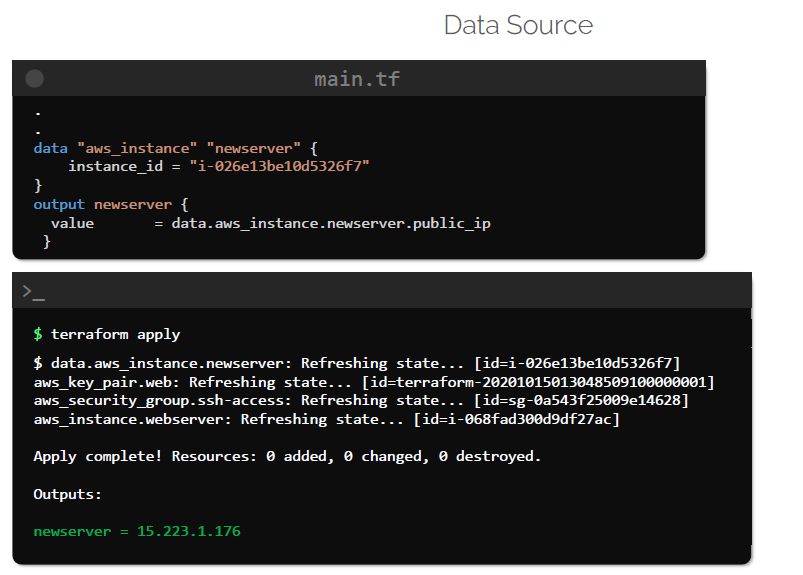 Data Source
main.tf
.
.
data "aws_instance" "newserver" {
    instance_id = "i-026e13be10d5326f7"
}
output newserver {
  value       = data.aws_instance.newserver.public_ip
 }
>_
$ terraform apply
$ data.aws_instance.newserver: Refreshing state... [id=i-026e13be10d5326f7]
aws_key_pair.web: Refreshing state... [id=terraform-20201015013048509100000001]
aws_security_group.ssh-access: Refreshing state... [id=sg-0a543f25009e14628]
aws_instance.webserver: Refreshing state... [id=i-068fad300d9df27ac]
Apply complete! Resources: 0 added, 0 changed, 0 destroyed.
Outputs:
newserver = 15.223.1.176